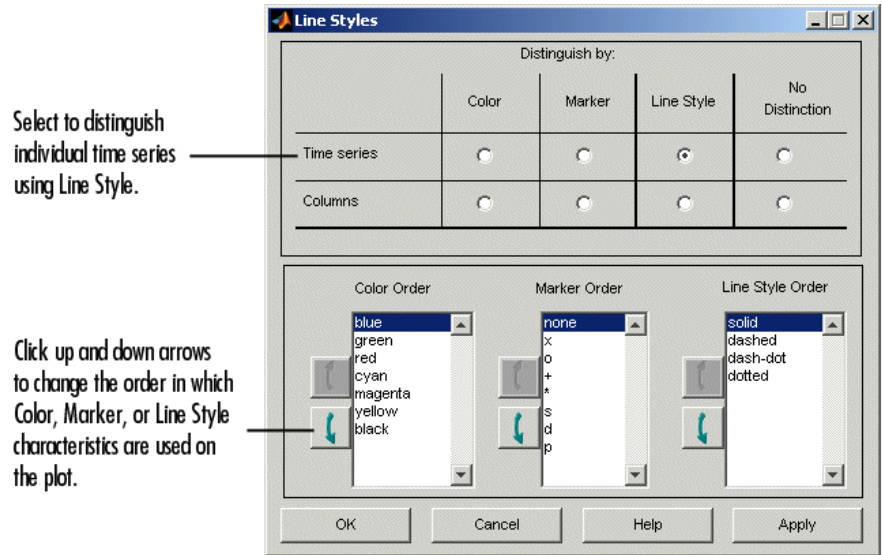 Line Styles
Distinguish by:
Color
Marker
Line Style
No
Distinction
Select to distinguish
individual time series
using Line Style.
Time series
Columns
Color Order
Marker Order
Line Style Order
Click up and down arrows
to change the order in which
Color, Marker, or Line Style
characteristics are used on
the plot.
blue
green
red
cyan
magenta
yellow
black
none
x
o
+
*
s
d
p
solid
dashed
dash-dot
dotted
OK
Cancel
Help
Apply